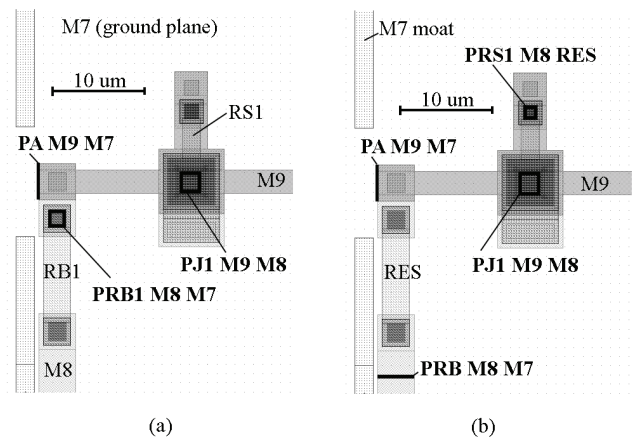 M7 (ground plane)
10 um
RS1
PA M9 M7
M9
PJ1 M9 M8
RB1
PRB1 M8 M7
M8
(a)
M7 moat
PRS1 M8 RES
10 um
PA M9 M7
M9
PJ1 M9 M8
RES
PRB M8 M7
(b)